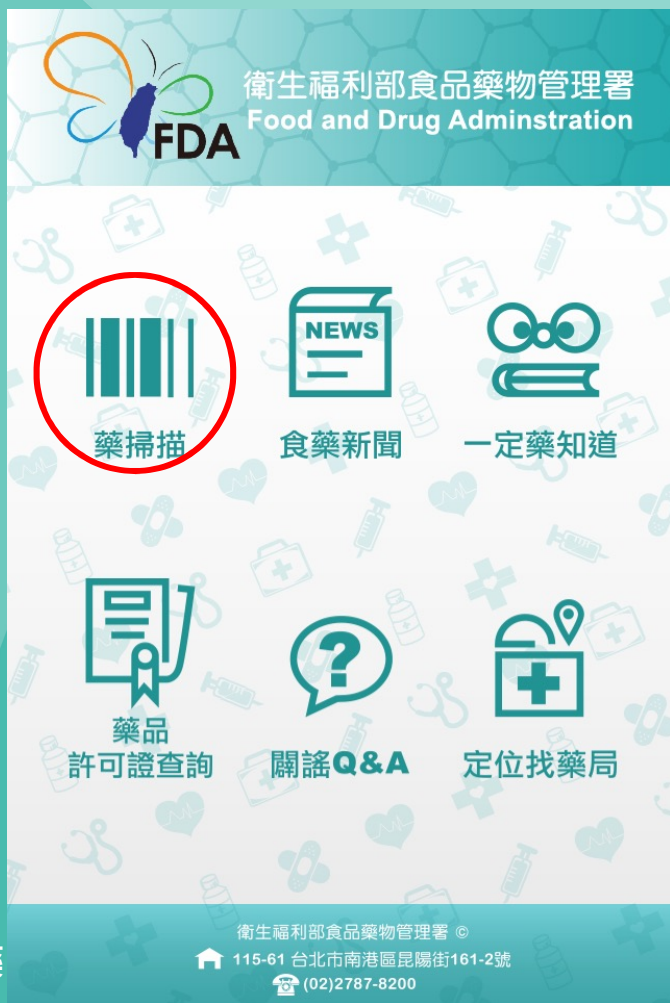 衛生福利部食品藥物管理署
Food and Drug Adminstration
FDA
NEWS
藥掃描
食藥新聞
一定藥知道
藥品
許可證查詢
闢謠Q&A
定位找藥局
衛生福利部食品藥物管理署 ©
115-61 台北市南港區昆陽街161-2號
(02)2787-8200